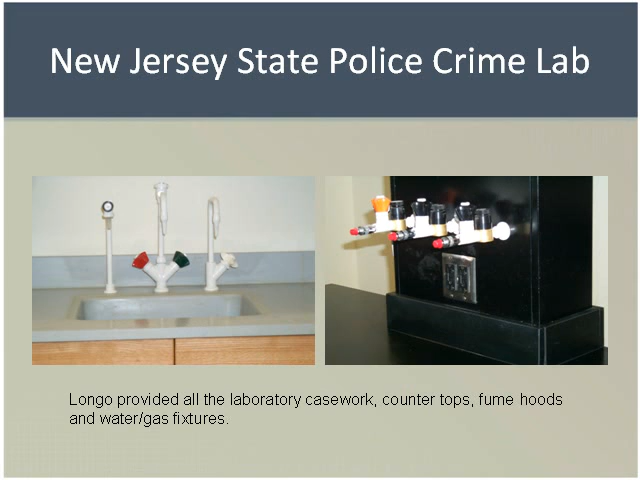 New Jersey State Police Crime Lab
Longo provided all the laboratory casework, counter tops, fume hoods
and water/gas fixtures.